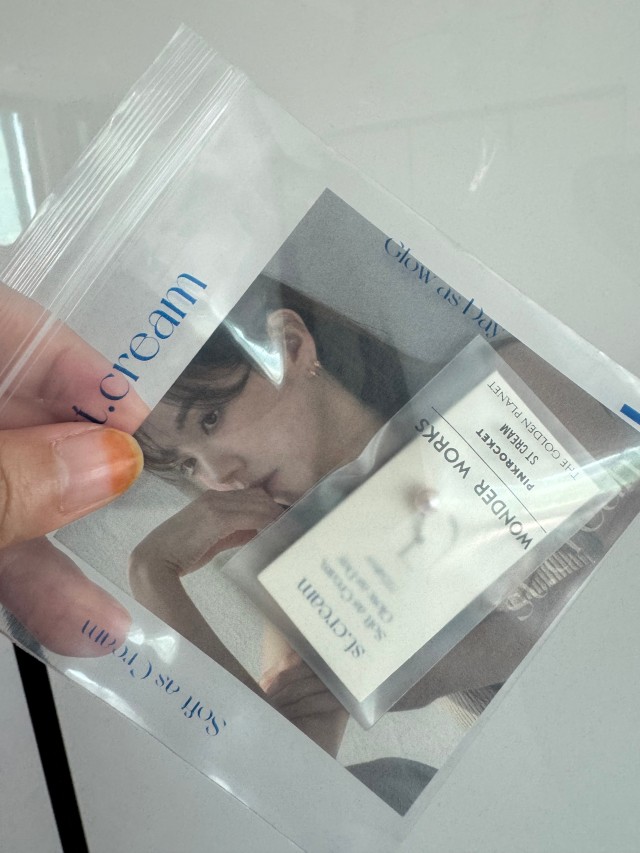 t.cream
Glow as Day
THE GOLDEN PLANET
ST CREAM
PINKROCKET
WONDER WORKS
st.cream
Soft as Cream
Glow as Day
Soft as Cream